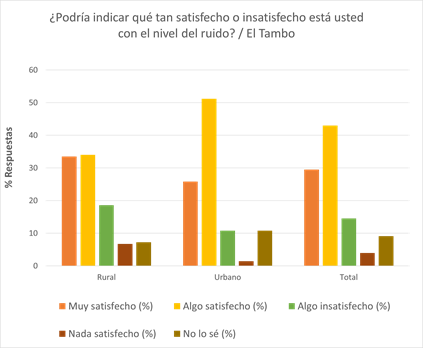 ¿Podría indicar qué tan satisfecho o insatisfecho está usted
con el nivel del ruido? / El Tambo
% Respuestas
60
50
40
30
20
10
0
Rural
Urbano
Total
Muy satisfecho (%)
Algo satisfecho (%)
Algo insatisfecho (%)
Nada satisfecho (%)
No lo sé (%)